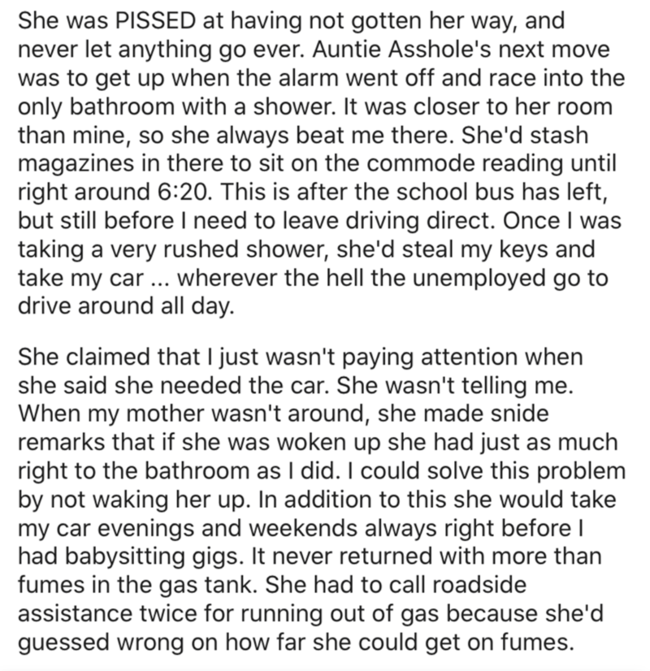 She was PISSED at having not gotten her way, and
never let anything go ever. Auntie Asshole's next move
was to get up when the alarm went off and race into the
only bathroom with a shower. It was closer to her room
than mine, so she always beat me there. She'd stash
magazines in there to sit on the commode reading until
right around 6:20. This is after the school bus has left,
but still before I need to leave driving direct. Once I was
taking a very rushed shower, she'd steal my keys and
take my car ... wherever the hell the unemployed go to
drive around all day.
She claimed that I just wasn't paying attention when
she said she needed the car. She wasn't telling me.
When my mother wasn't around, she made snide
remarks that if she was woken up she had just as much
right to the bathroom as I did. I could solve this problem
by not waking her up. In addition to this she would take
my car evenings and weekends always right before I
had babysitting gigs. It never returned with more than
fumes in the gas tank. She had to call roadside
assistance twice for running out of gas because she'd
guessed wrong on how far she could get on fumes.